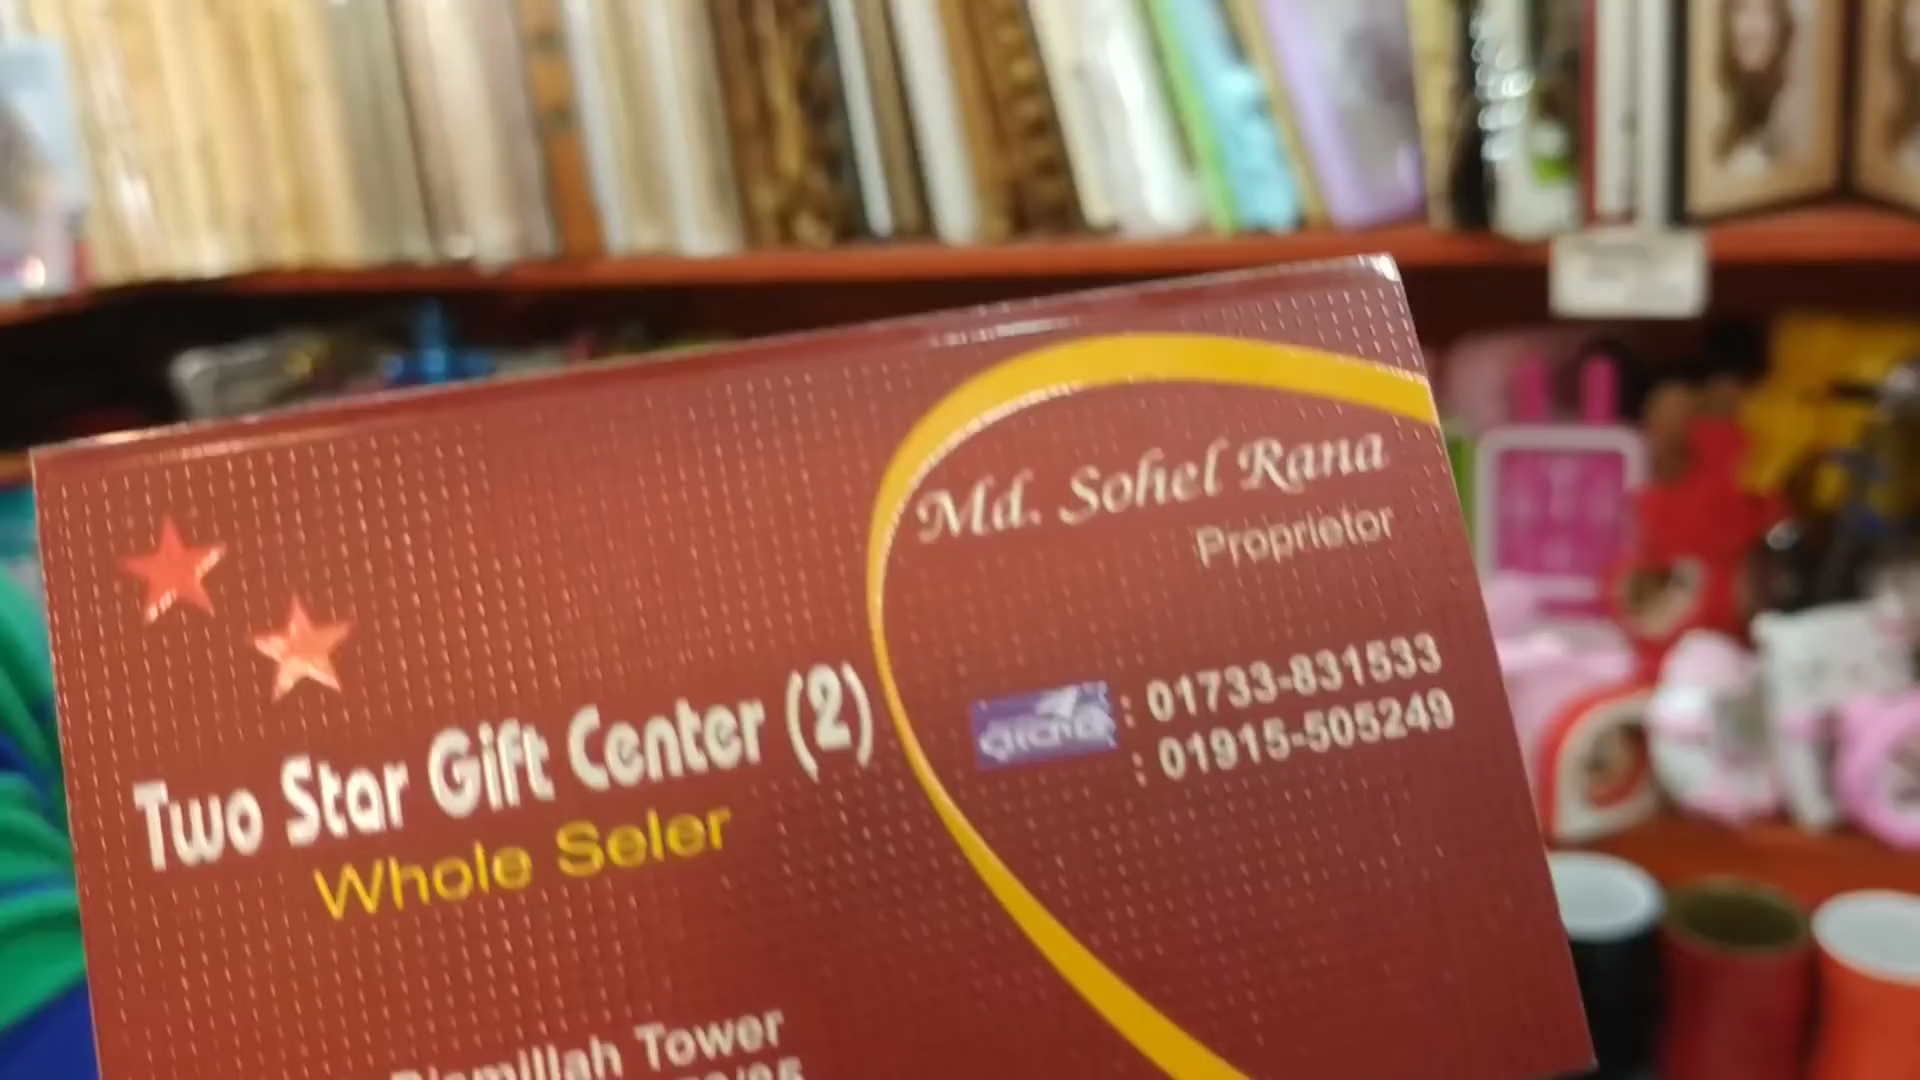 Md. Sohel Rana
Proprietor
Two Star Gift Center (2)
Whole Seler
: 01733-831533
: 01915-505249
Bismillah Tower